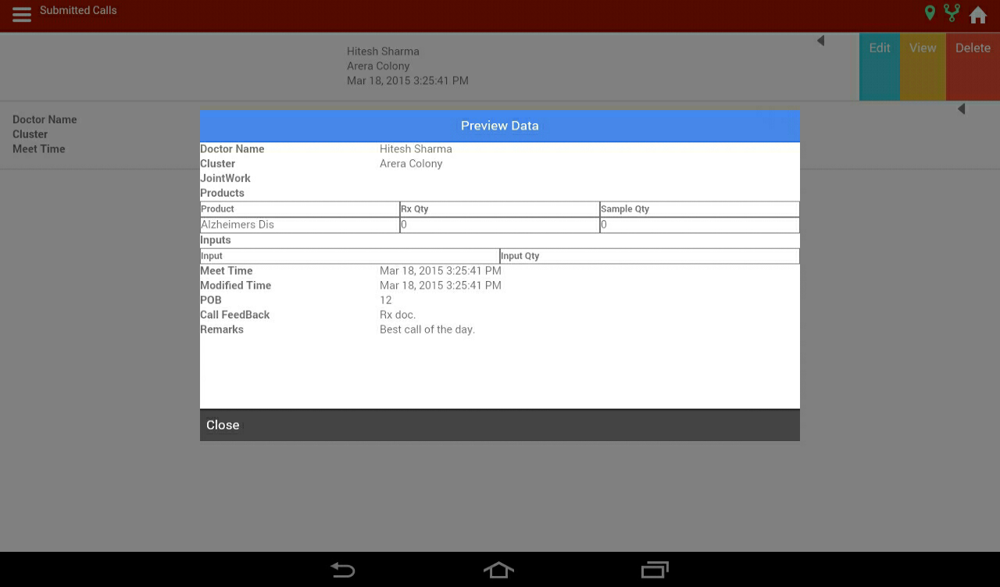 Submitted Calls
Hitesh Sharma
Arera Colony
Mar 18, 2015 3:25:41 PM
Edit View Delete
Doctor Name
Cluster
Meet Time
Preview Data
Doctor Name Hitesh Sharma
Cluster Arera Colony
JointWork
Products
Product Rx Qty Sample Qty
Alzheimers Dis 0 0
Inputs
Input Input Qty
Meet Time Mar 18, 2015 3:25:41 PM
Modified Time Mar 18, 2015 3:25:41 PM
POB 12
Call FeedBack Rx doc.
Remarks Best call of the day.
Close